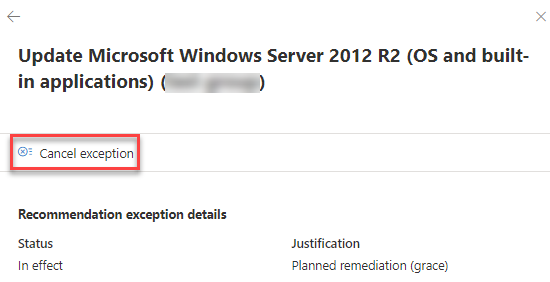 Update Microsoft Windows Server 2012 R2 (OS and built-
in applications) ( )
Cancel exception
Recommendation exception details
Status
Justification
In effect
Planned remediation (grace)